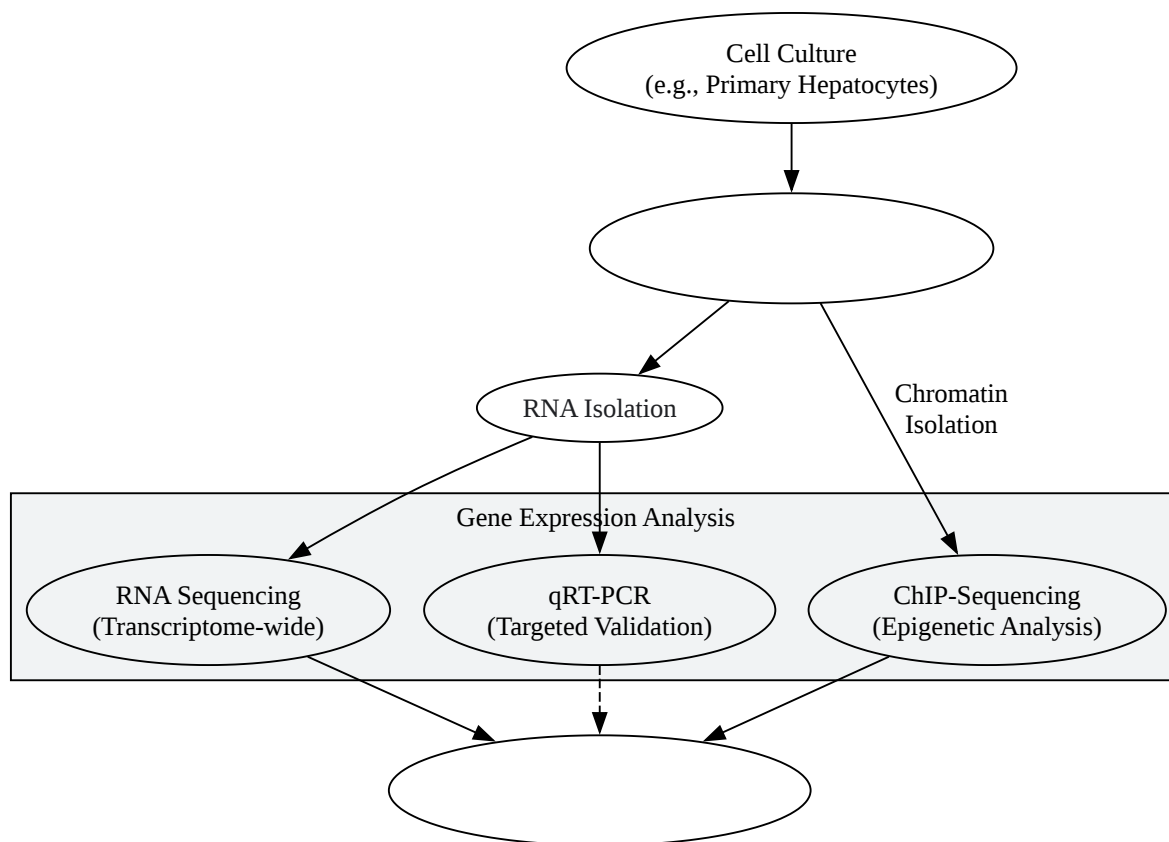 Cell Culture
(e.g., Primary Hepatocytes)
RNA Isolation
Chromatin
Isolation
Gene Expression Analysis
RNA Sequencing
(Transcriptome-wide)
qRT-PCR
(Targeted Validation)
ChIP-Sequencing
(Epigenetic Analysis)